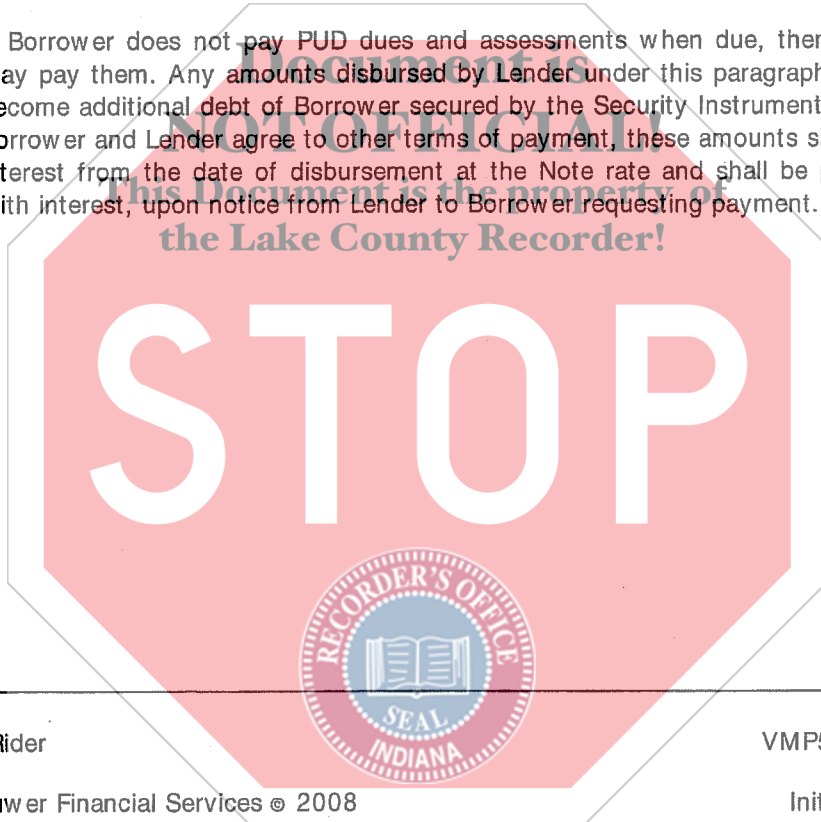 Borrower does not pay PUD dues and assessments when due, then
ay pay them. Any amounts disbursed by Lender under this paragraph
ecome additional debt of Borrower secured by the Security Instrument
orrower and Lender agree to other terms of payment, these amounts s
terest from the date of disbursement at the Note rate and shall be
ith interest, upon notice from Lender to Borrower requesting payment.
Document is
NOT OFFICIAL!
This Document is the property of
the Lake County Recorder!
STOP
RECORDER'S OFFICE
SEAL
INDIANA
Rider
VMP5
uwer Financial Services © 2008
Init